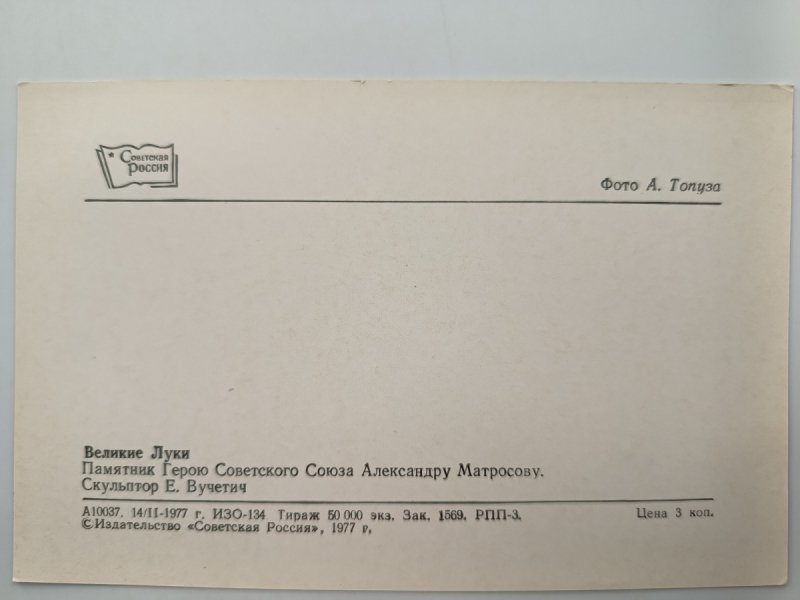 Советская
Россия
Фото А. Топуза
Великие Луки
Памятник Герою Советского Союза Александру Матросову.
Скульптор Е. Вучетич
А10037. 14/II-1977 г. ИЗО-134 Тираж 50 000 экз. Зак. 1569. РПП-3. Цена 3 коп.
©Издательство «Советская Россия», 1977 г.